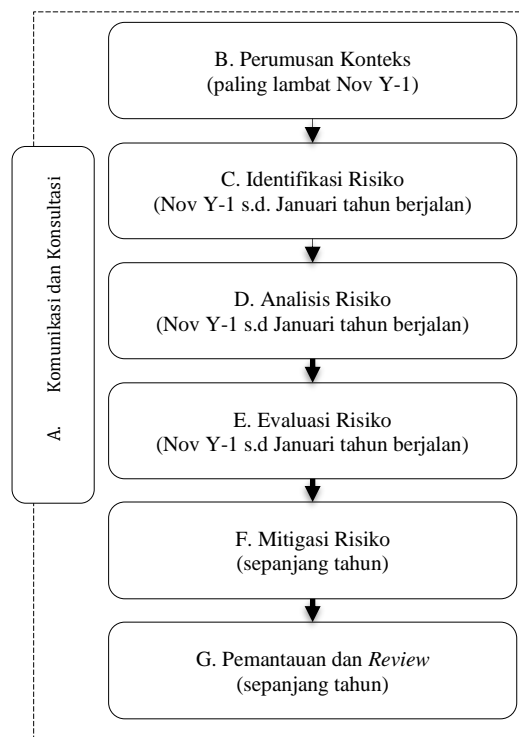 B. Perumusan Konteks
(paling lambat Nov Y-1)
A. Komunikasi dan Konsultasi
C. Identifikasi Risiko
(Nov Y-1 s.d. Januari tahun berjalan)
D. Analisis Risiko
(Nov Y-1 s.d Januari tahun berjalan)
E. Evaluasi Risiko
(Nov Y-1 s.d Januari tahun berjalan)
F. Mitigasi Risiko
(sepanjang tahun)
G. Pemantauan dan Review
(sepanjang tahun)